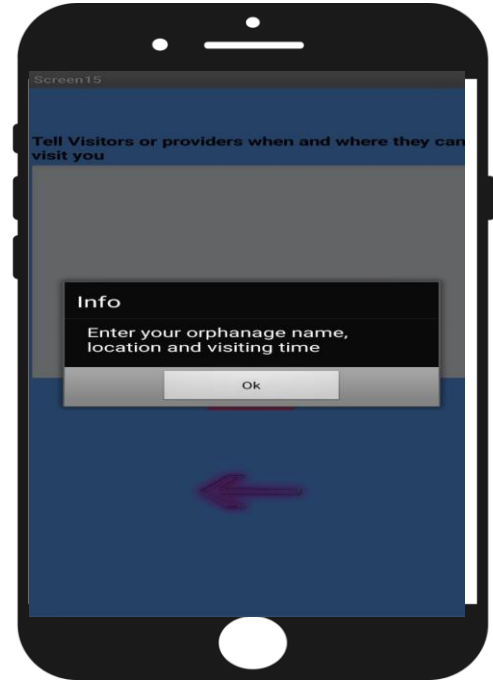 Screen15
Tell Visitors or providers when and where they can
visit you
Info
Enter your orphanage name,
location and visiting time
Ok